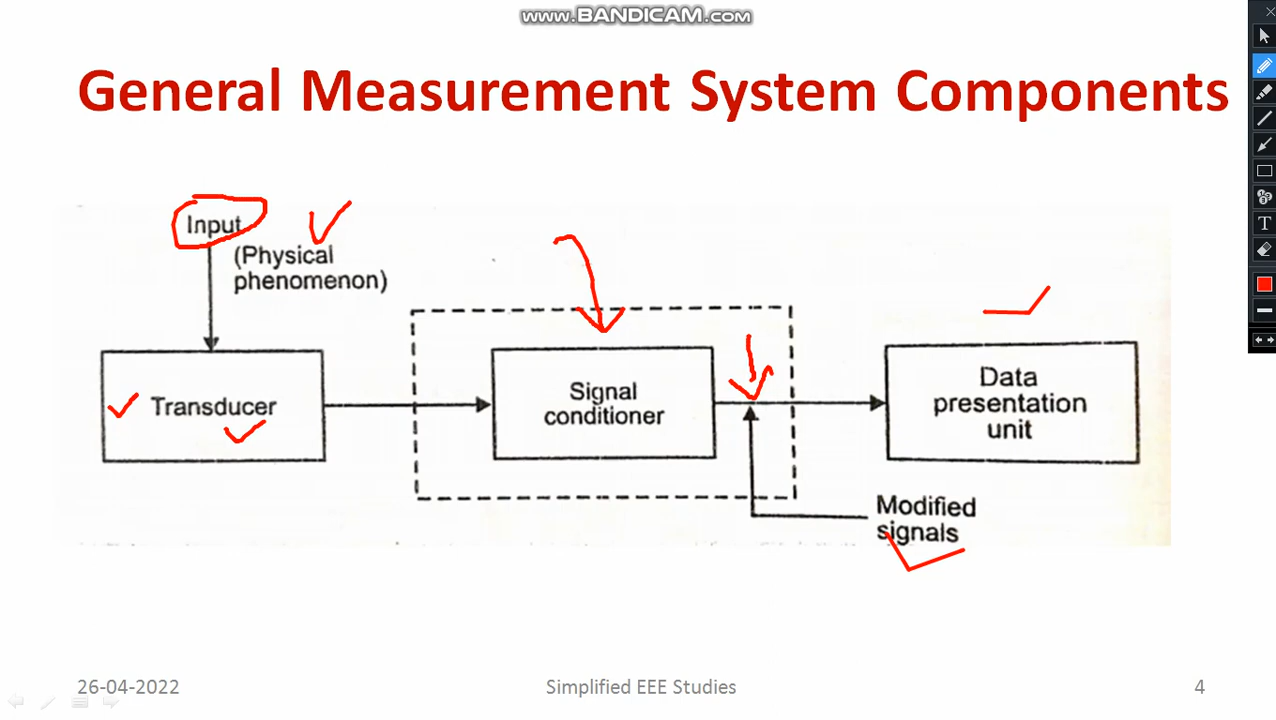 www.BANDICAM.com
General Measurement System Components
Input
(Physical
phenomenon)
Transducer
Signal
conditioner
Data
presentation
unit
Modified
signals
26-04-2022
Simplified EEE Studies
4
T